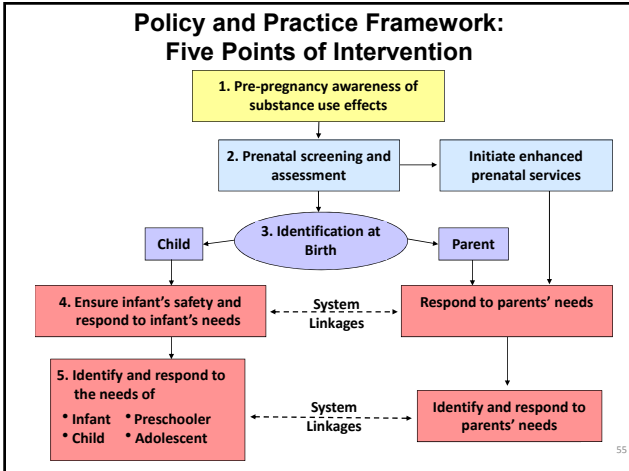 Policy and Practice Framework:
Five Points of Intervention
1. Pre-pregnancy awareness of
substance use effects
2. Prenatal screening and
assessment
Initiate enhanced
prenatal services
Child
3. Identification at
Birth
Parent
4. Ensure infant’s safety and
respond to infant’s needs
System
Linkages
Respond to parents’ needs
5. Identify and respond to
the needs of
• Infant • Preschooler
• Child • Adolescent
System
Linkages
Identify and respond to
parents’ needs
55